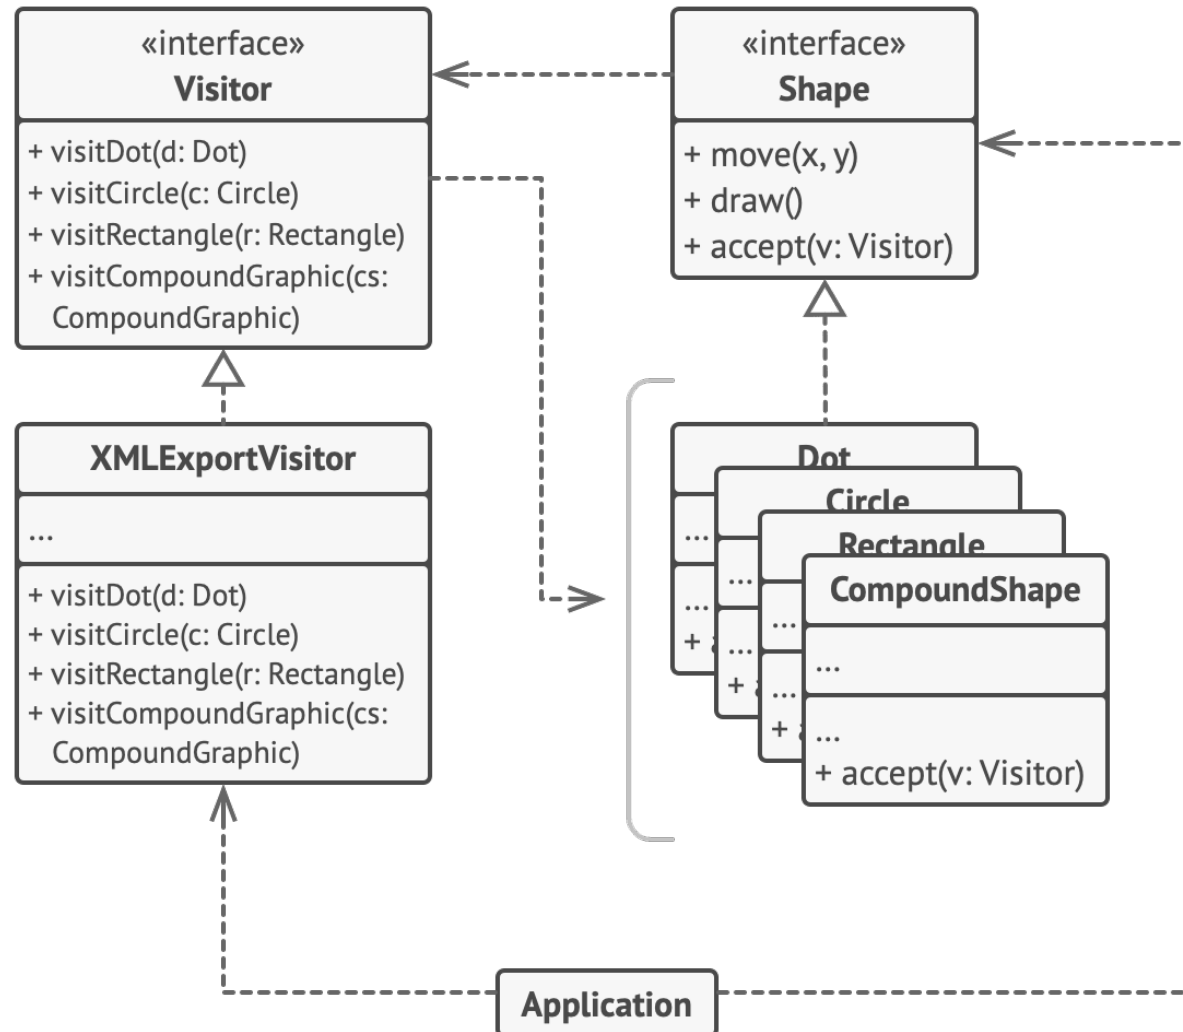 «interface»
Visitor
+ visitDot(d: Dot)
+ visitCircle(c: Circle)
+ visitRectangle(r: Rectangle)
+ visitCompoundGraphic(cs:
CompoundGraphic)
«interface»
Shape
+ move(x, y)
+ draw()
+ accept(v: Visitor)
XMLExportVisitor
...
+ visitDot(d: Dot)
+ visitCircle(c: Circle)
+ visitRectangle(r: Rectangle)
+ visitCompoundGraphic(cs:
CompoundGraphic)
Dot
...
...
+
Circle
...
...
+
Rectangle
...
...
+
CompoundShape
...
...
+ accept(v: Visitor)
Application